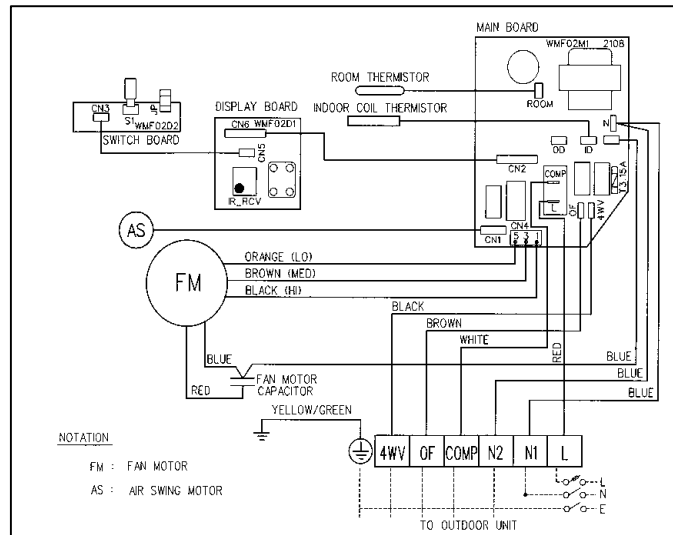 MAIN BOARD
WMF02M1 2108
ROOM THERMISTOR
ROOM
INDOOR COIL THERMISTOR
CN3
S1
WMF02D2
SWITCH BOARD
DISPLAY BOARD
CN6 WMF02D1
CN5
IR_RCV
N
OD
ID
CN2
COMP
L
T3.15A
OF
4WV
CN4
5 3 1
CN1
AS
FM
ORANGE (LO)
BROWN (MED)
BLACK (HI)
BLACK
BROWN
WHITE
RED
BLUE
BLUE
BLUE
BLUE
RED
FAN MOTOR
CAPACITOR
YELLOW/GREEN
4WV OF COMP N2 N1 L
NOTATION
FM : FAN MOTOR
AS : AIR SWING MOTOR
L
N
E
TO OUTDOOR UNIT